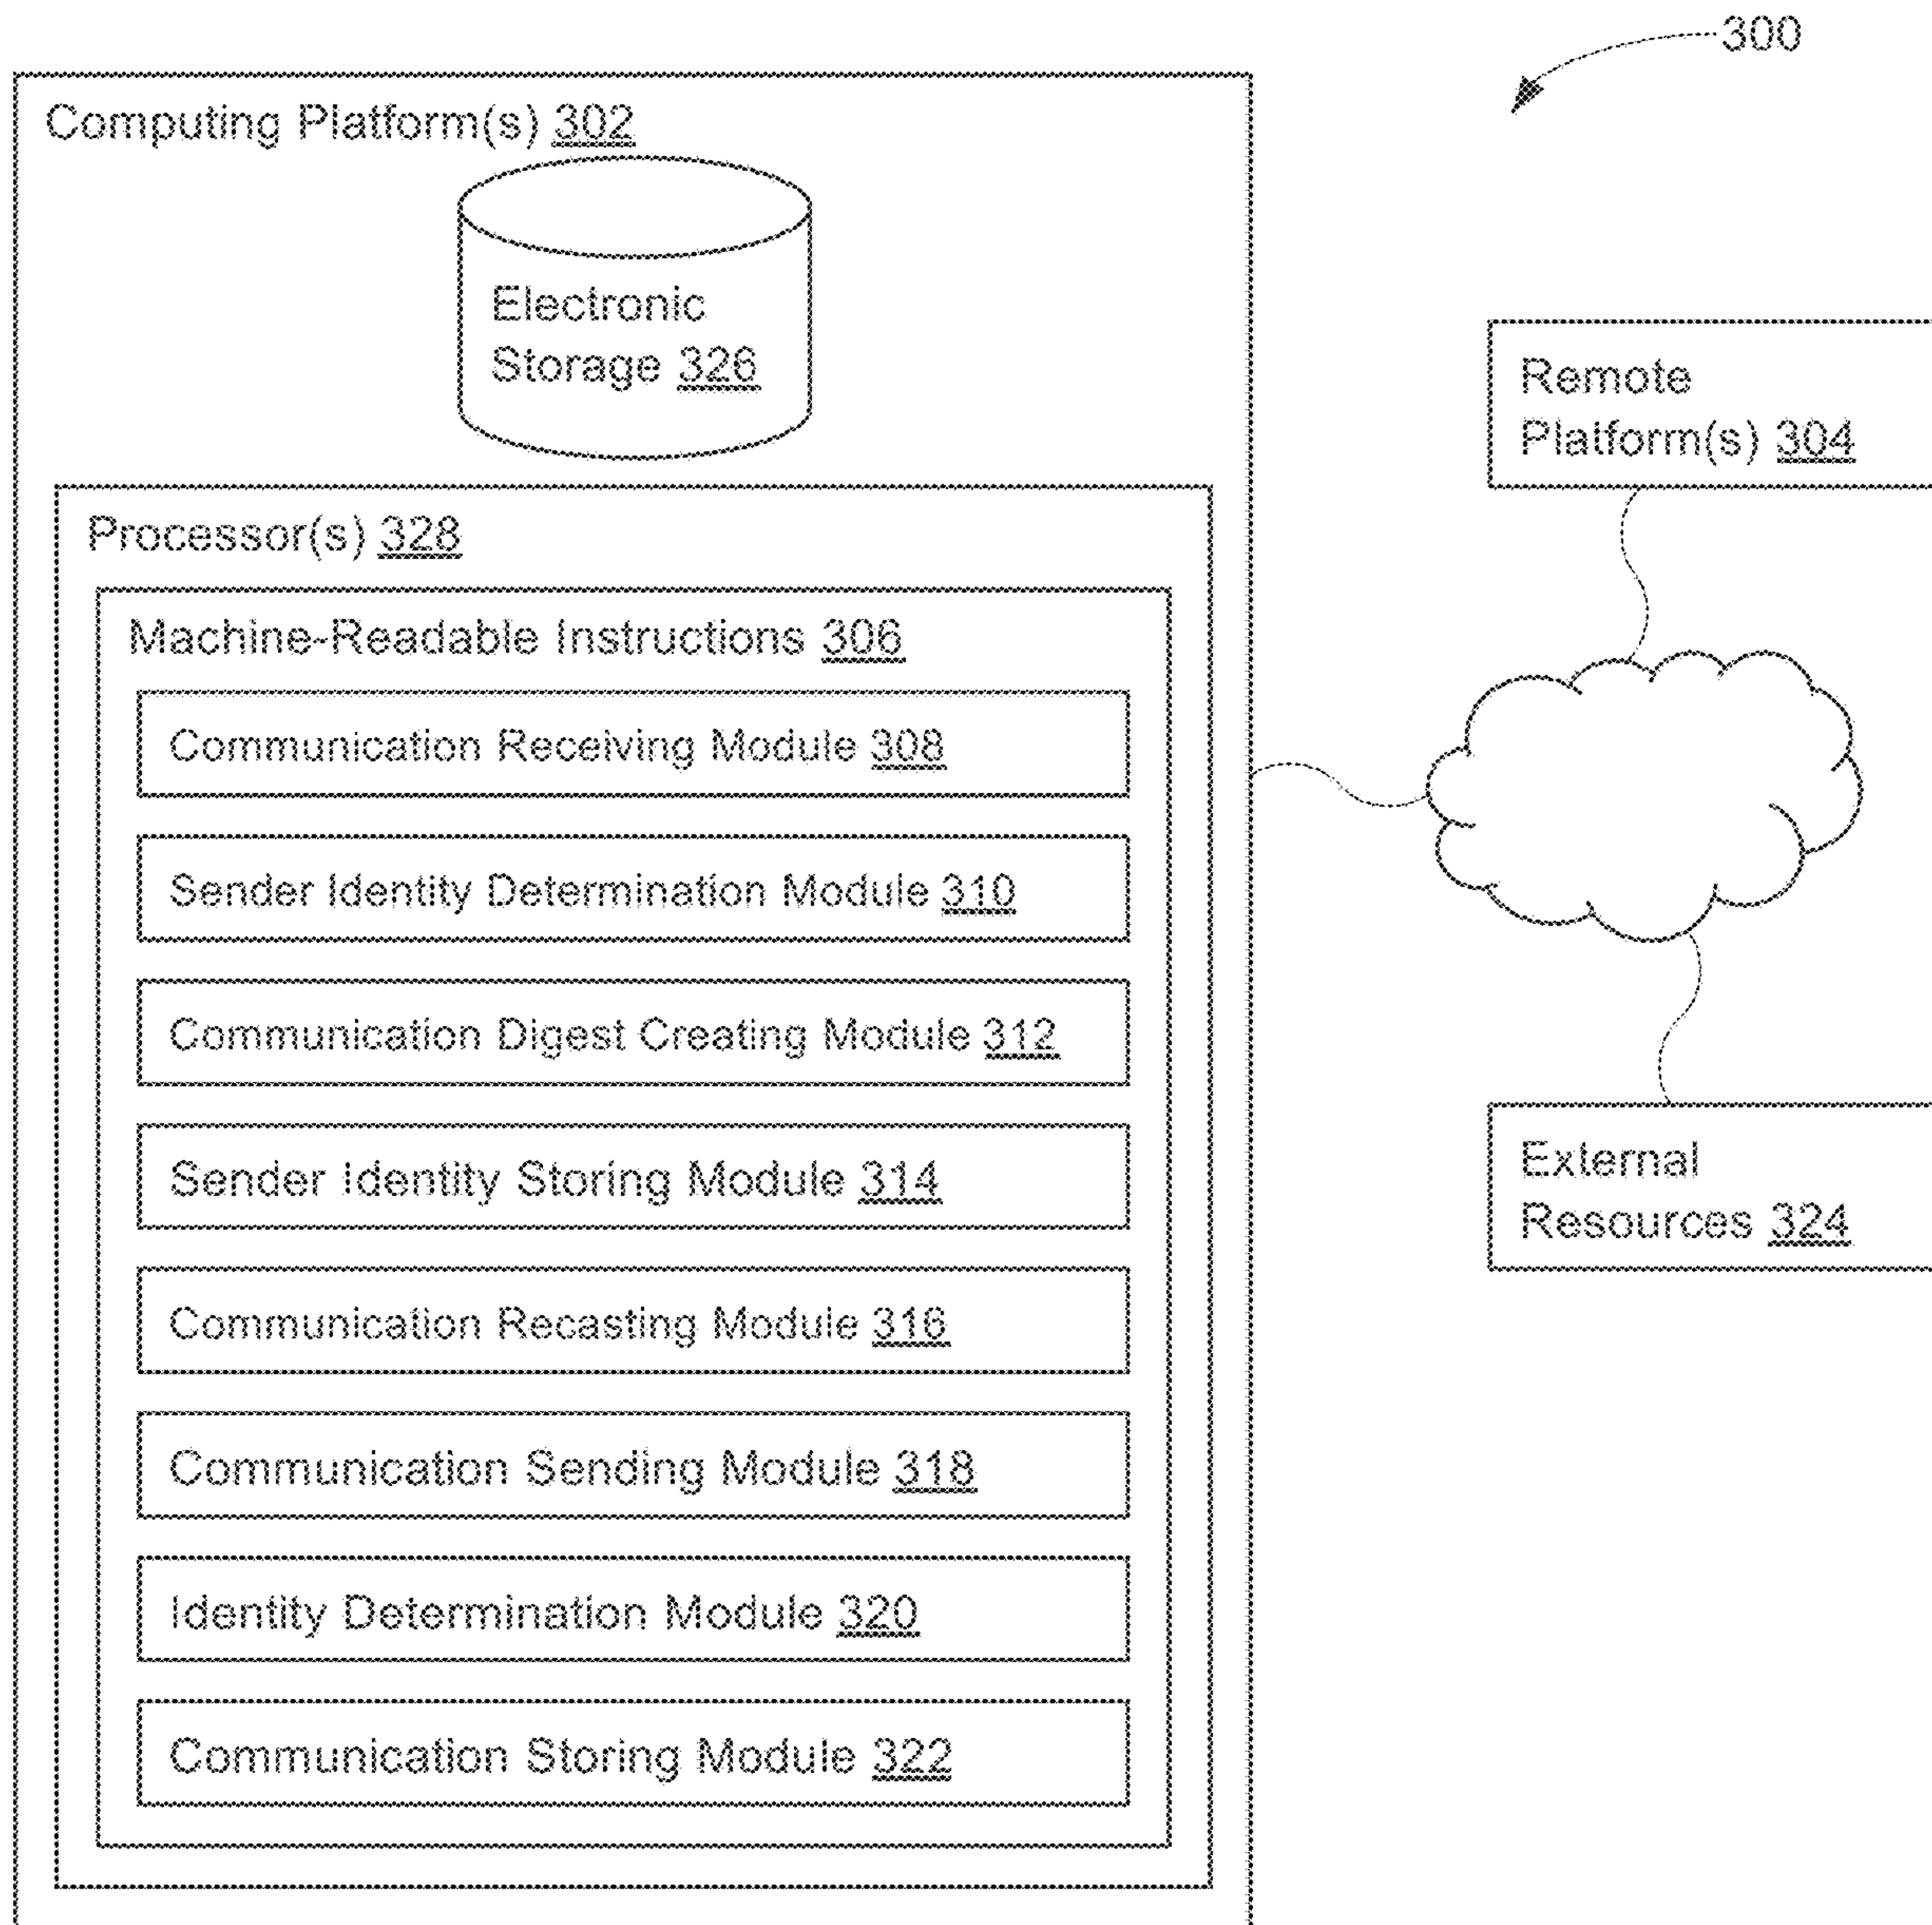 300
Computing Platform(s) 302
Electronic
Storage 326
Remote
Platform(s) 304
Processor(s) 328
Machine-Readable Instructions 306
Communication Receiving Module 308
Sender Identity Determination Module 310
Communication Digest Creating Module 312
Sender Identity Storing Module 314
External
Resources 324
Communication Recasting Module 316
Communication Sending Module 318
Identity Determination Module 320
Communication Storing Module 322